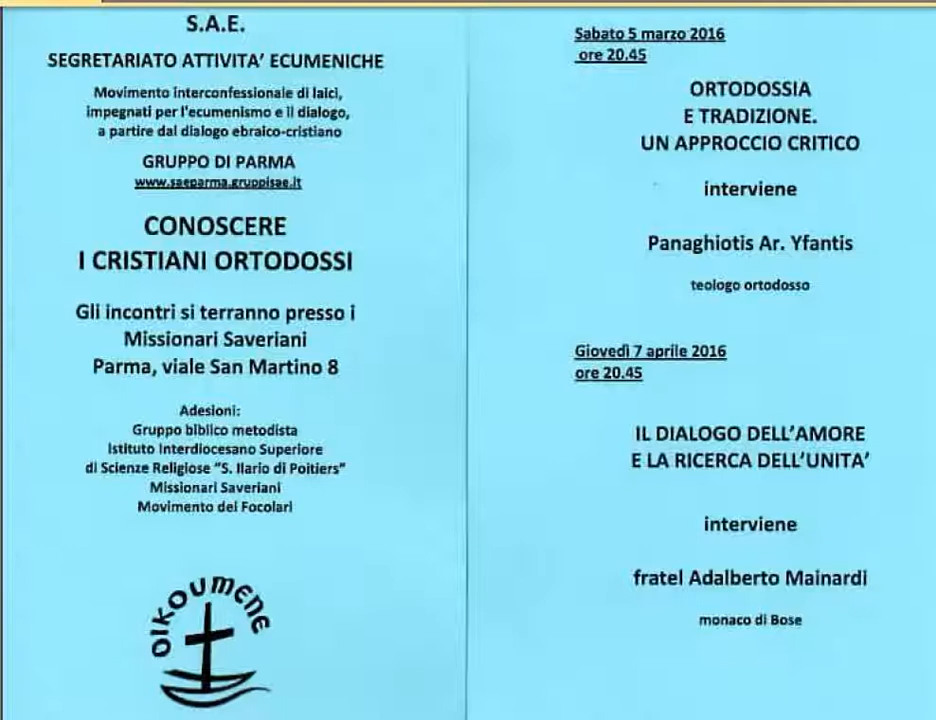 S.A.E.
SEGRETARIATO ATTIVITA' ECUMENICHE
Movimento interconfessionale di laici,
impegnati per l'ecumenismo e il dialogo,
a partire dal dialogo ebraico-cristiano
GRUPPO DI PARMA
www.saeparma.gruppisae.it
CONOSCERE
I CRISTIANI ORTODOSSI
Gli incontri si terranno presso i
Missionari Saveriani
Parma, viale San Martino 8
Adesioni:
Gruppo biblico metodista
Istituto Interdiocesano Superiore
di Scienze Religiose "S. Ilario di Poitiers"
Missionari Saveriani
Movimento dei Focolari
OIKOUMENE
Sabato 5 marzo 2016
ore 20.45
ORTODOSSIA
E TRADIZIONE.
UN APPROCCIO CRITICO
interviene
Panaghiotis Ar. Yfantis
teologo ortodosso
Giovedì 7 aprile 2016
ore 20.45
IL DIALOGO DELL'AMORE
E LA RICERCA DELL'UNITA'
interviene
fratel Adalberto Mainardi
monaco di Bose